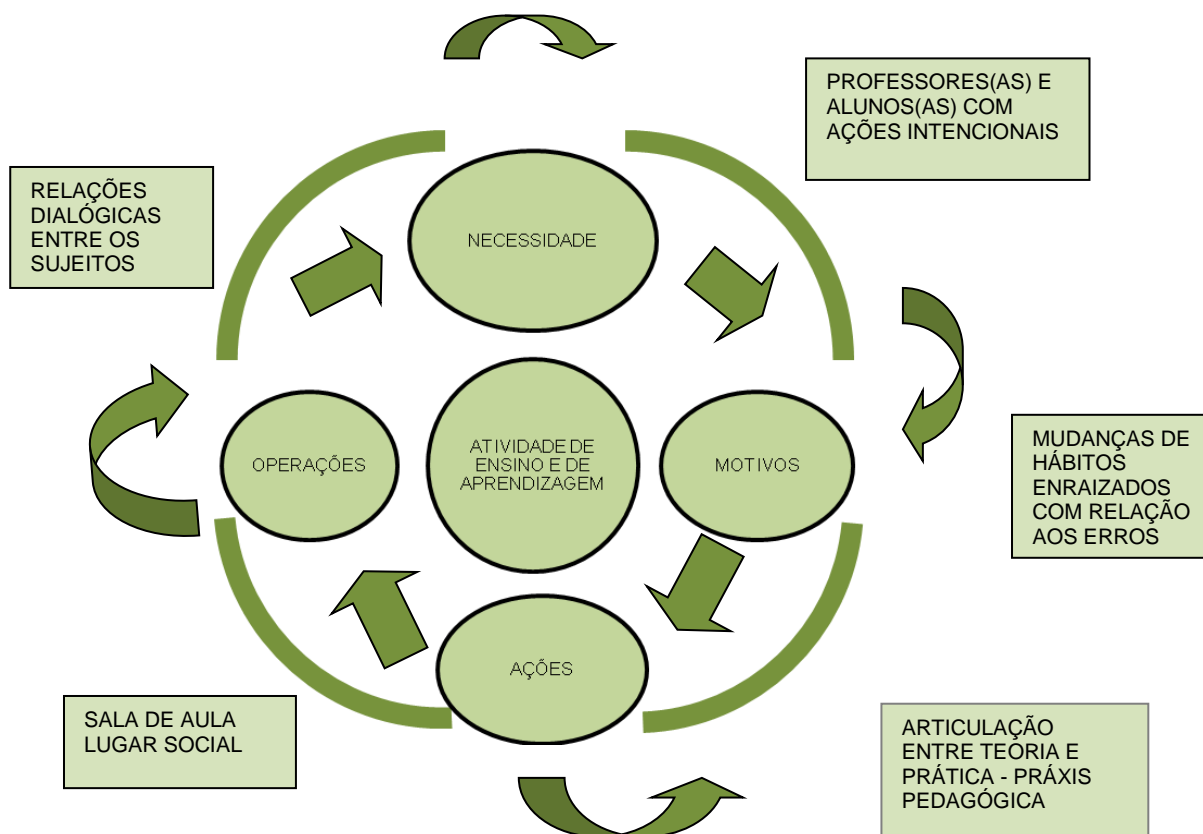 PROFESSORES(AS) E
ALUNOS(AS) COM
AÇÕES INTENCIONAIS
RELAÇÕES
DIALÓGICAS
ENTRE OS
SUJEITOS
NECESSIDADE
OPERAÇÕES
ATIVIDADE DE
ENSINO E DE
APRENDIZAGEM
MOTIVOS
MUDANÇAS DE
HÁBITOS
ENRAIZADOS
COM RELAÇÃO
AOS ERROS
AÇÕES
SALA DE AULA
LUGAR SOCIAL
ARTICULAÇÃO
ENTRE TEORIA E
PRÁTICA - PRÁXIS
PEDAGÓGICA